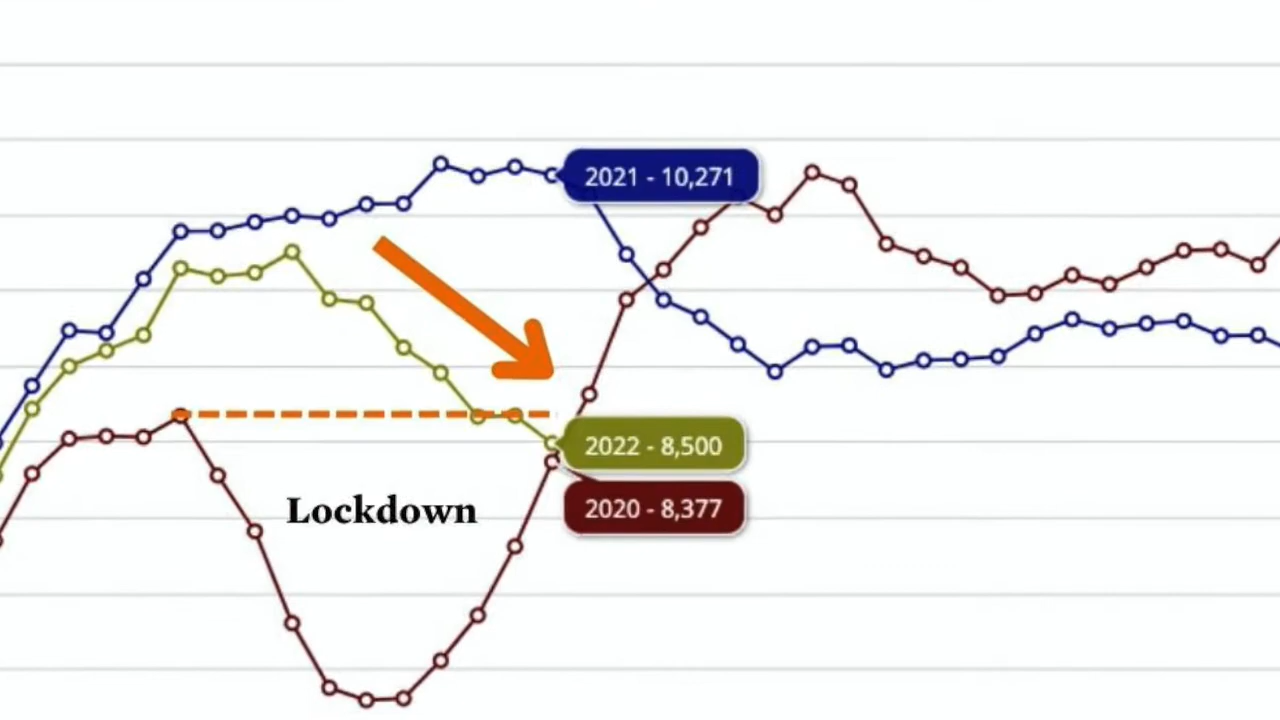 2021 - 10,271
2022 - 8,500
2020 - 8,377
Lockdown